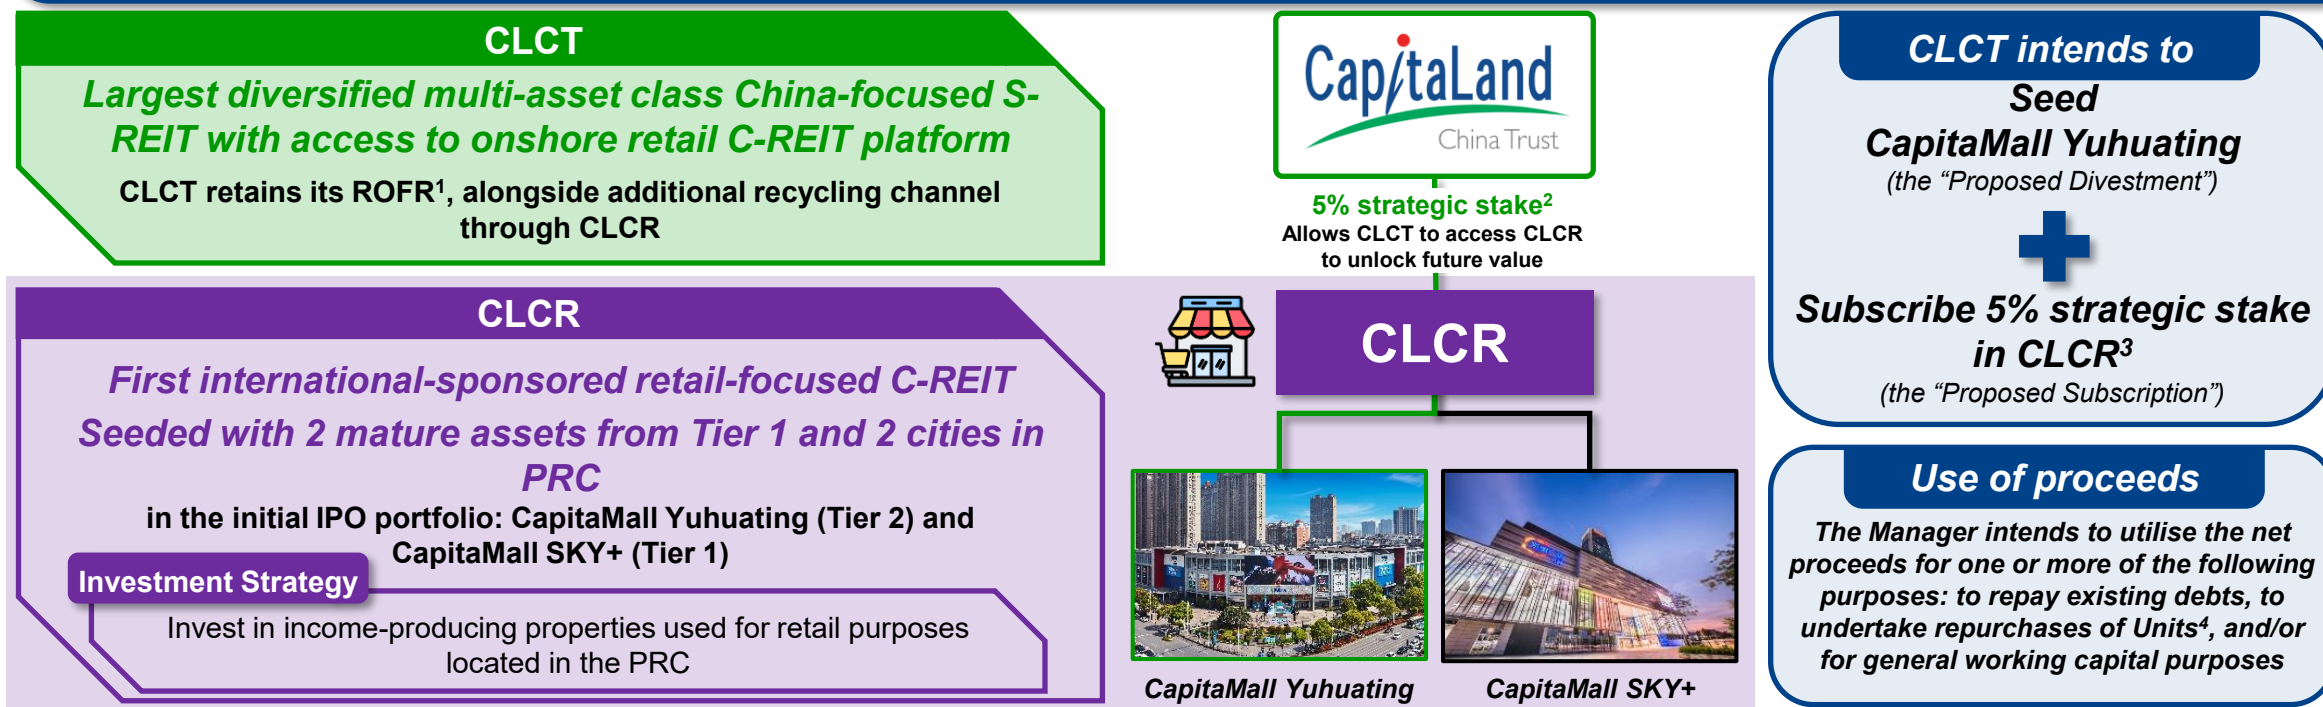 CLCT
Largest diversified multi-asset class China-focused S-
REIT with access to onshore retail C-REIT platform
CLCT retains its ROFR¹, alongside additional recycling channel
through CLCR
CapitaLand
China Trust
5% strategic stake²
Allows CLCT to access CLCR
to unlock future value
CLCR
First international-sponsored retail-focused C-REIT
Seeded with 2 mature assets from Tier 1 and 2 cities in
PRC
in the initial IPO portfolio: CapitaMall Yuhuating (Tier 2) and
CapitaMall SKY+ (Tier 1)
Investment Strategy
Invest in income-producing properties used for retail purposes
located in the PRC
CLCR
CapitaMall Yuhuating
CapitaMall SKY+
CLCT intends to
Seed
CapitaMall Yuhuating
(the “Proposed Divestment”)
Subscribe 5% strategic stake
in CLCR³
(the “Proposed Subscription”)
Use of proceeds
The Manager intends to utilise the net
proceeds for one or more of the following
purposes: to repay existing debts, to
undertake repurchases of Units⁴, and/or
for general working capital purposes